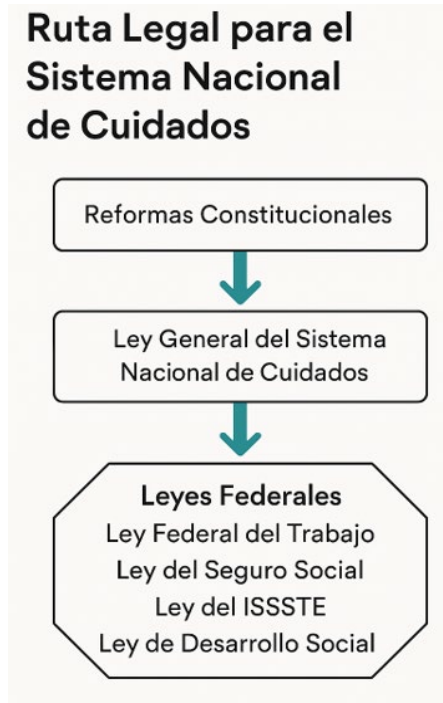 Ruta Legal para el
Sistema Nacional
de Cuidados
Reformas Constitucionales
Ley General del Sistema
Nacional de Cuidados
Leyes Federales
Ley Federal del Trabajo
Ley del Seguro Social
Ley del ISSSTE
Ley de Desarrollo Social